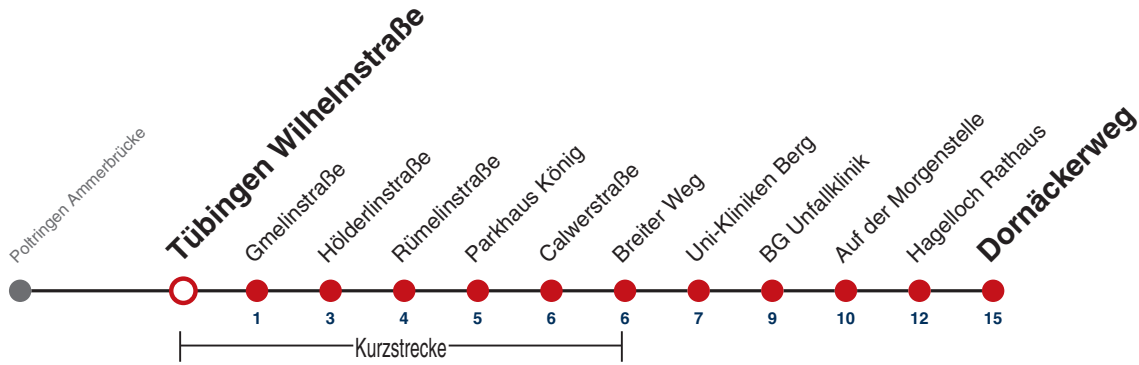 Poltringen Ammerbrücke
Tübingen Wilhelmstraße
Gmelinstraße
Hölderlinstraße
Rümelinstraße
Parkhaus König
Calwerstraße
Breiter Weg
Uni-Kliniken Berg
BG Unfallklinik
Auf der Morgenstelle
Hagelloch Rathaus
Dornäckerweg
1 3 4 5 6 6 7 9 10 12 15
Kurzstrecke